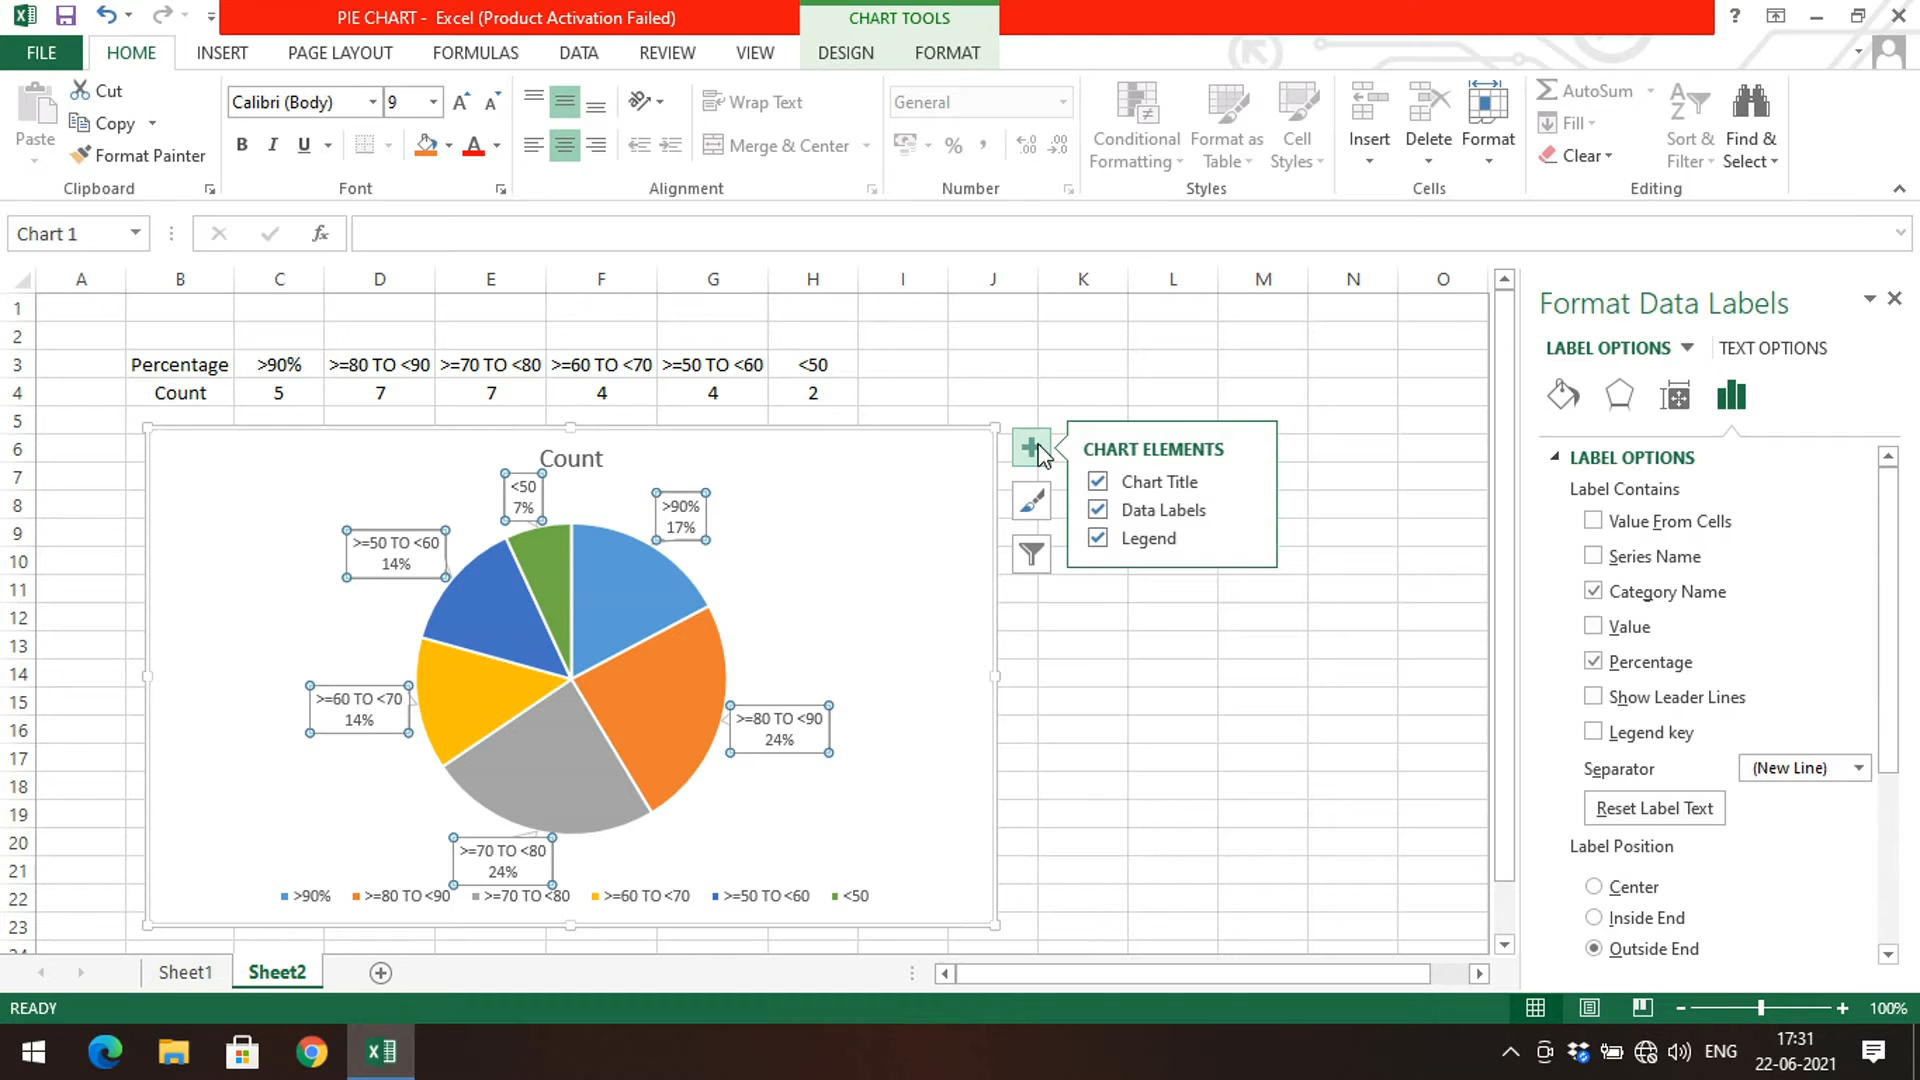 PIE CHART - Excel (Product Activation Failed)
CHART TOOLS
?
FILE HOME INSERT PAGE LAYOUT FORMULAS DATA REVIEW VIEW DESIGN FORMAT
Paste
Cut
Copy
Format Painter
Clipboard
Calibri (Body) 9
B I U A
Font
Wrap Text
Merge & Center
Alignment
General
% ,
Number
Conditional Formatting
Format as Table
Cell Styles
Styles
Insert
Delete
Format
Cells
AutoSum
Fill
Clear
Sort & Filter
Find & Select
Editing
Chart 1
fx
A B C D E F G H I J K L M N O
1
2
3 Percentage >90% >=80 TO <90 >=70 TO <80 >=60 TO <70 >=50 TO <60 <50
4 Count 5 7 7 4 4 2
5
6
7
8
9
10
11
12
13
14
15
16
17
18
19
20
21
22
23
Count
<50
7%
>90%
17%
>=50 TO <60
14%
>=60 TO <70
14%
>=80 TO <90
24%
>=70 TO <80
24%
>90% >=80 TO <90 >=70 TO <80 >=60 TO <70 >=50 TO <60 <50
CHART ELEMENTS
Chart Title
Data Labels
Legend
Format Data Labels
LABEL OPTIONS TEXT OPTIONS
LABEL OPTIONS
Label Contains
Value From Cells
Series Name
Category Name
Value
Percentage
Show Leader Lines
Legend key
Separator (New Line)
Reset Label Text
Label Position
Center
Inside End
Outside End
Sheet1 Sheet2
READY
100%
ENG
17:31
22-06-2021